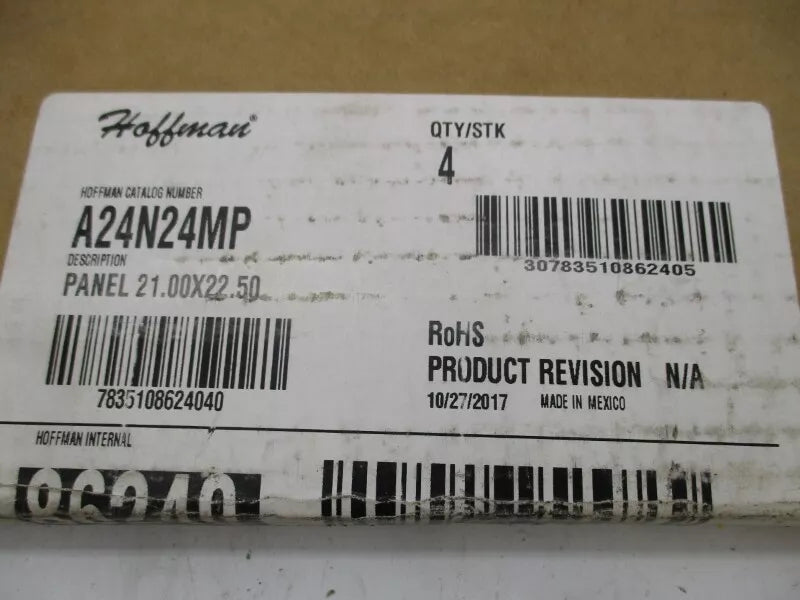 Hoffman®
QTY/STK
4
HOFFMAN CATALOG NUMBER
A24N24MP
30783510862405
DESCRIPTION
PANEL 21.00X22.50
7835108624040
RoHS
PRODUCT REVISION N/A
10/27/2017 MADE IN MEXICO
HOFFMAN INTERNAL
86240